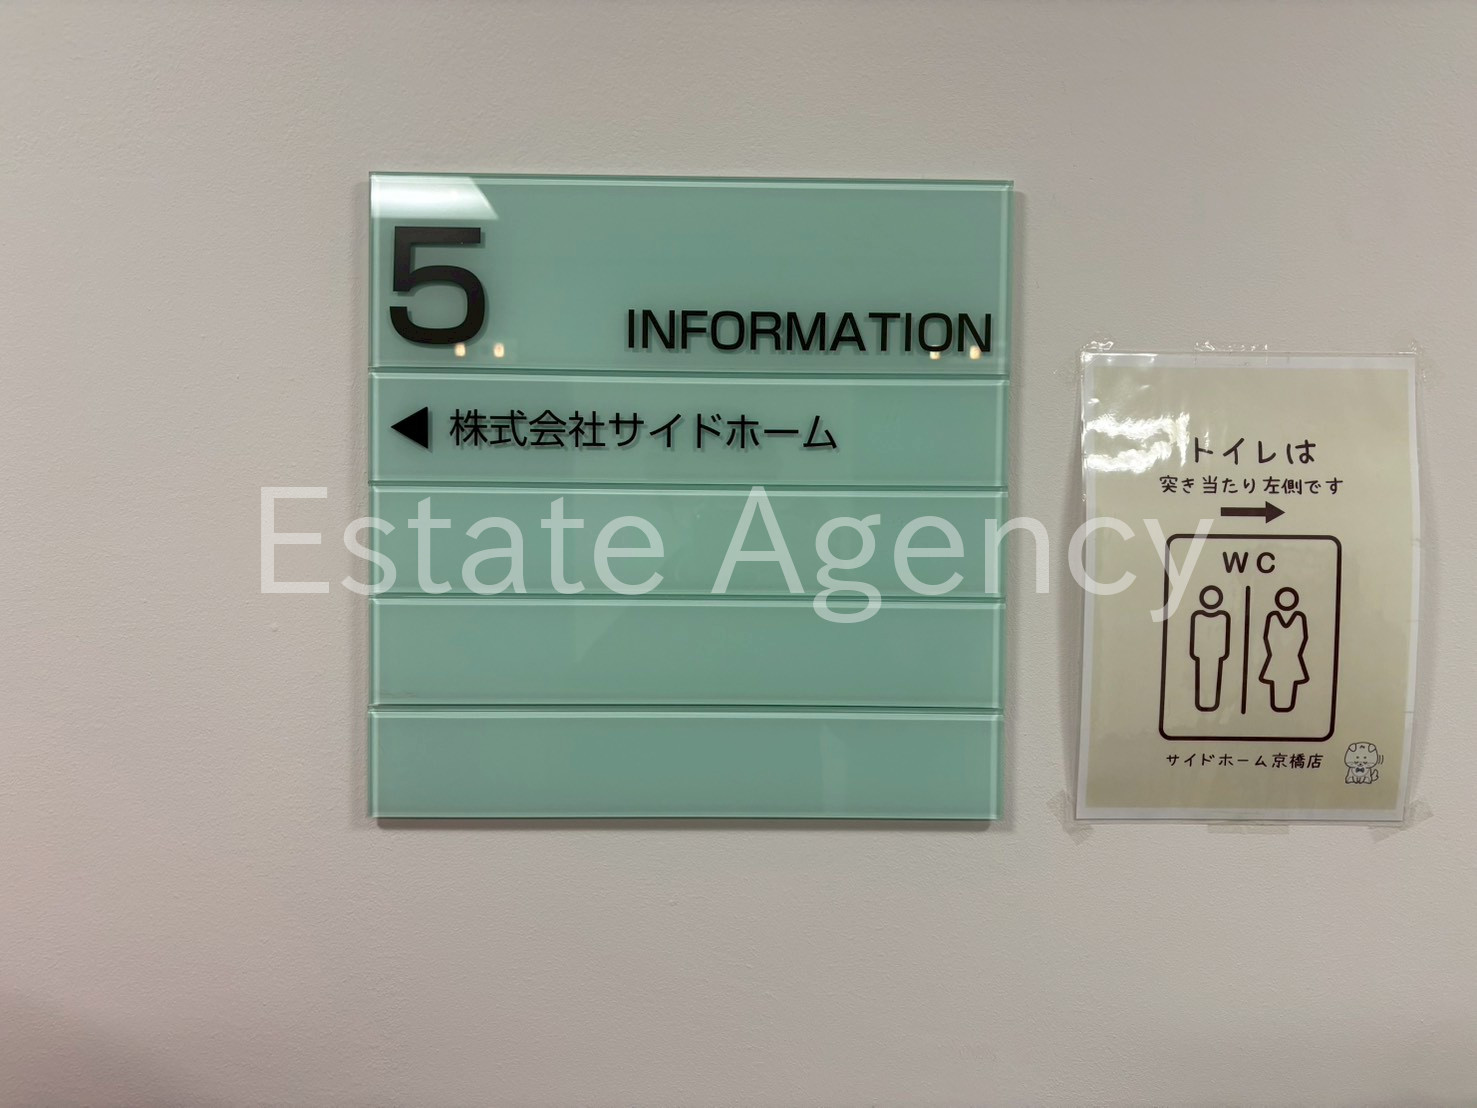 5
INFORMATION
◀ 株式会社サイドホーム
Estate Agency
トイレは
突き当たり左側です
→
WC
サイドホーム京橋店